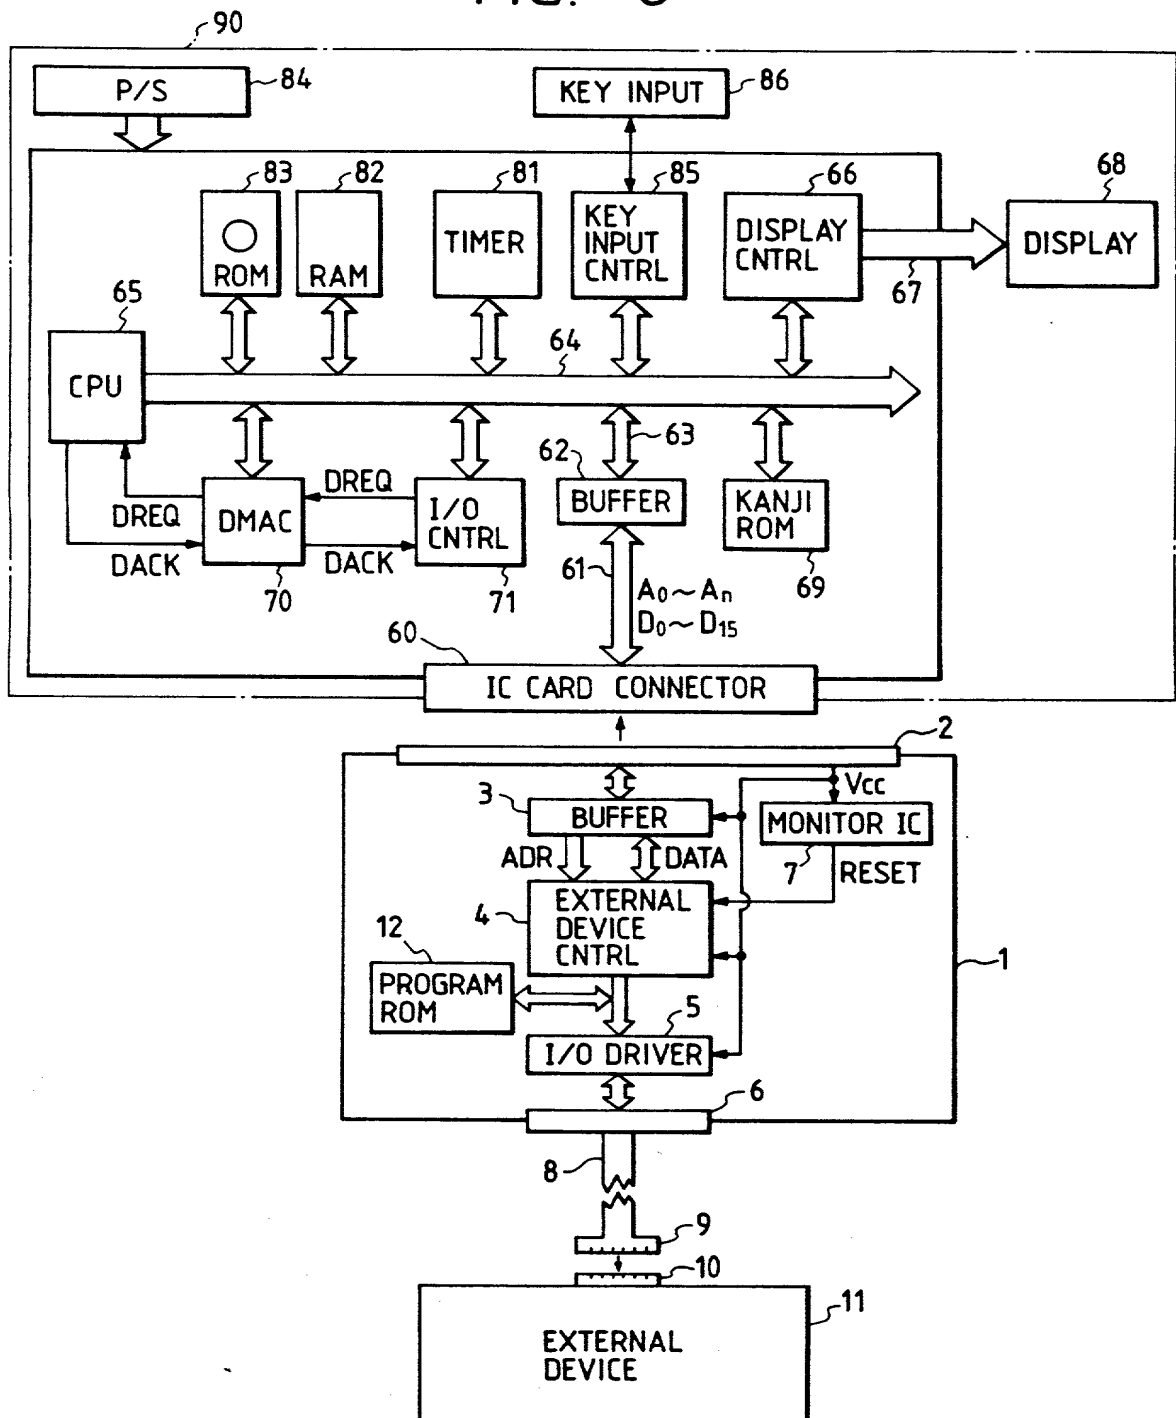 90
P/S
84
KEY INPUT
86
83
82
81
85
66
68
ROM
RAM
TIMER
KEY
INPUT
CNTRL
DISPLAY
CNTRL
67
DISPLAY
65
CPU
64
63
62
DREQ
DACK
DMAC
70
DREQ
DACK
I/O
CNTRL
71
BUFFER
KANJI
ROM
69
61
A₀~Aₙ
D₀~D₁₅
60
IC CARD CONNECTOR
2
Vcc
3
BUFFER
MONITOR IC
7
ADR
DATA
RESET
4
EXTERNAL
DEVICE
CNTRL
12
PROGRAM
ROM
1
5
I/O DRIVER
6
8
9
10
11
EXTERNAL
DEVICE